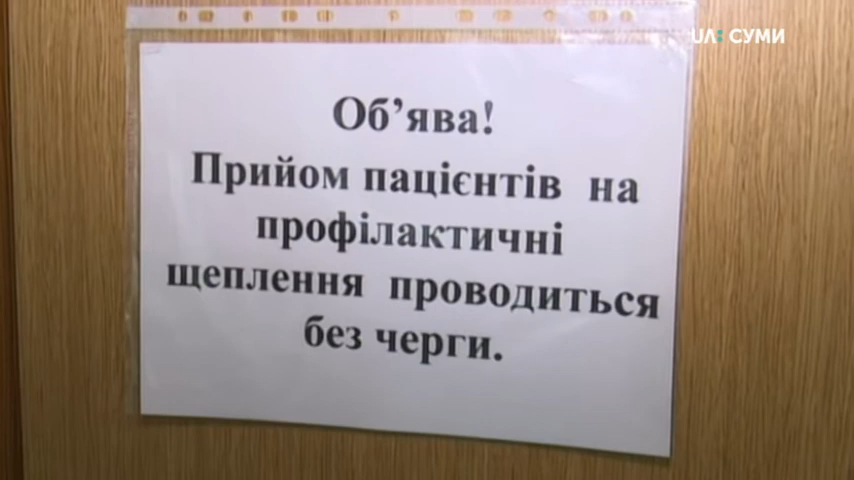 UA: СУМИ
Об’ява!
Прийом пацієнтів на
профілактичні
щеплення проводиться
без черги.